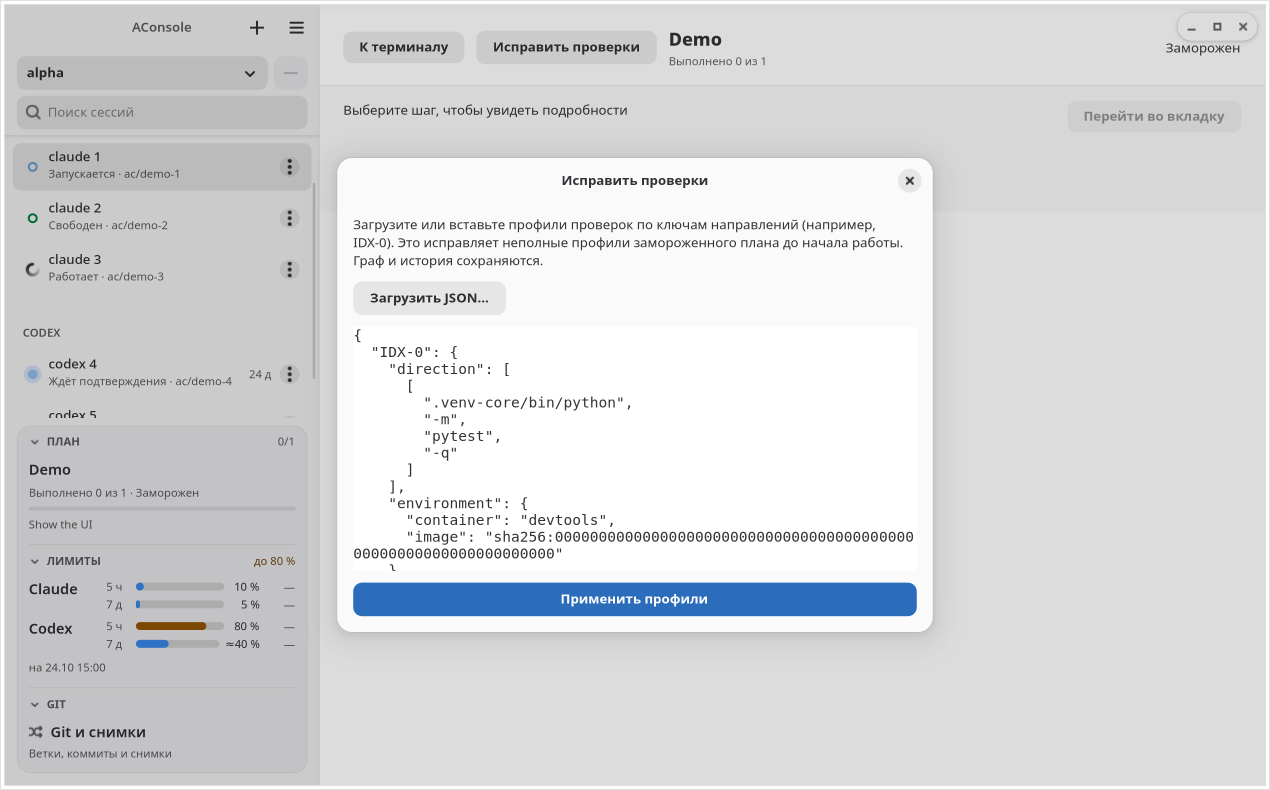 AConsole
alpha
Поиск сессий
claude 1
Запускается · ac/demo-1
claude 2
Свободен · ac/demo-2
claude 3
Работает · ac/demo-3
CODEX
codex 4
Ждёт подтверждения · ac/demo-4
24 д
codex 5
ПЛАН
0/1
Demo
Выполнено 0 из 1 · Заморожен
Show the UI
ЛИМИТЫ
до 80 %
Claude
5 ч
10 %
—
7 д
5 %
—
Codex
5 ч
80 %
—
7 д
≈40 %
—
на 24.10 15:00
GIT
Git и снимки
Ветки, коммиты и снимки
К терминалу
Исправить проверки
Demo
Выполнено 0 из 1
Заморожен
Выберите шаг, чтобы увидеть подробности
Перейти во вкладку
Исправить проверки
Загрузите или вставьте профили проверок по ключам направлений (например,
IDX-0). Это исправляет неполные профили замороженного плана до начала работы.
Граф и история сохраняются.
Загрузить JSON...
{
"IDX-0": {
"direction": [
[
".venv-core/bin/python",
"-m",
"pytest",
"-q"
]
],
"environment": {
"container": "devtools",
"image": "sha256:00000000000000000000000000000000000000000
00000000000000000000000"
}
Применить профили